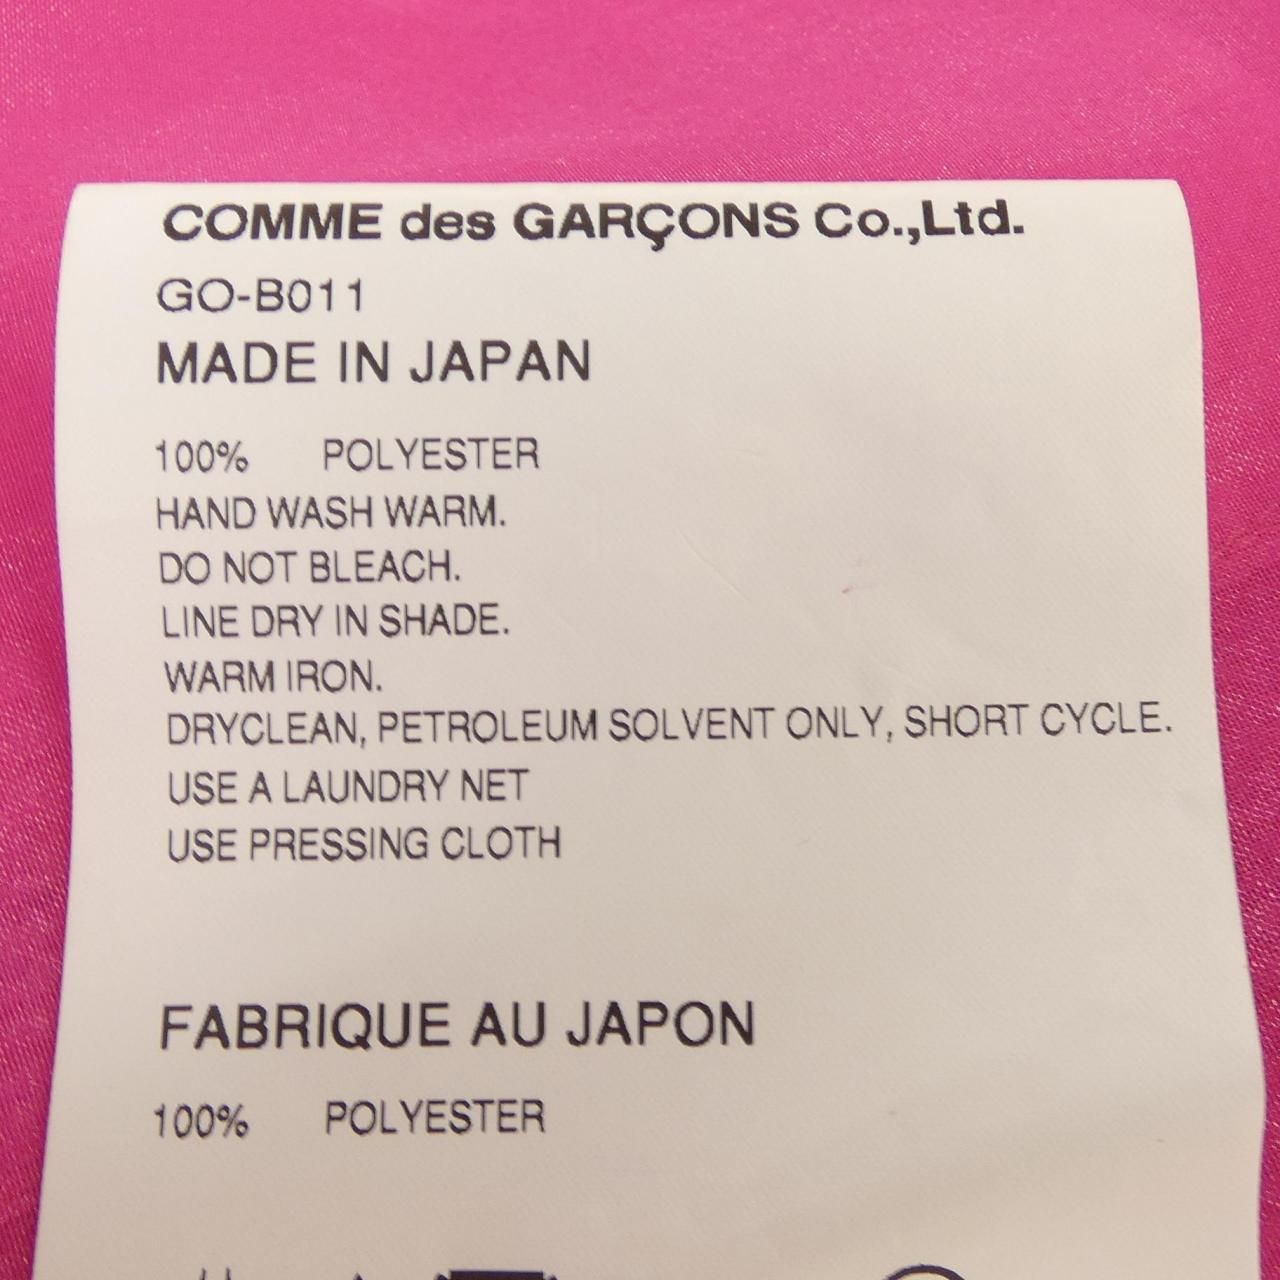 COMME des GARÇONS Co.,Ltd.
GO-B011
MADE IN JAPAN
100% POLYESTER
HAND WASH WARM.
DO NOT BLEACH.
LINE DRY IN SHADE.
WARM IRON.
DRYCLEAN, PETROLEUM SOLVENT ONLY, SHORT CYCLE.
USE A LAUNDRY NET
USE PRESSING CLOTH
FABRIQUE AU JAPON
100% POLYESTER